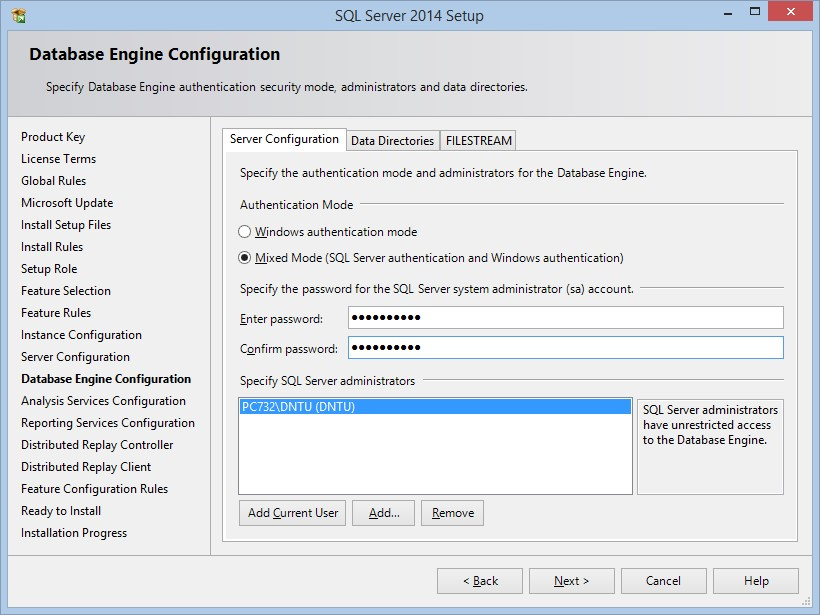 SQL Server 2014 Setup
Database Engine Configuration
Specify Database Engine authentication security mode, administrators and data directories.
Product Key
License Terms
Global Rules
Microsoft Update
Install Setup Files
Install Rules
Setup Role
Feature Selection
Feature Rules
Instance Configuration
Server Configuration
Database Engine Configuration
Analysis Services Configuration
Reporting Services Configuration
Distributed Replay Controller
Distributed Replay Client
Feature Configuration Rules
Ready to Install
Installation Progress
Server Configuration Data Directories FILESTREAM
Specify the authentication mode and administrators for the Database Engine.
Authentication Mode
Windows authentication mode
Mixed Mode (SQL Server authentication and Windows authentication)
Specify the password for the SQL Server system administrator (sa) account.
Enter password: ●●●●●●●●●●
Confirm password: ●●●●●●●●●●
Specify SQL Server administrators
PC732\DNTU (DNTU)
SQL Server administrators
have unrestricted access
to the Database Engine.
Add Current User Add... Remove
< Back Next > Cancel Help